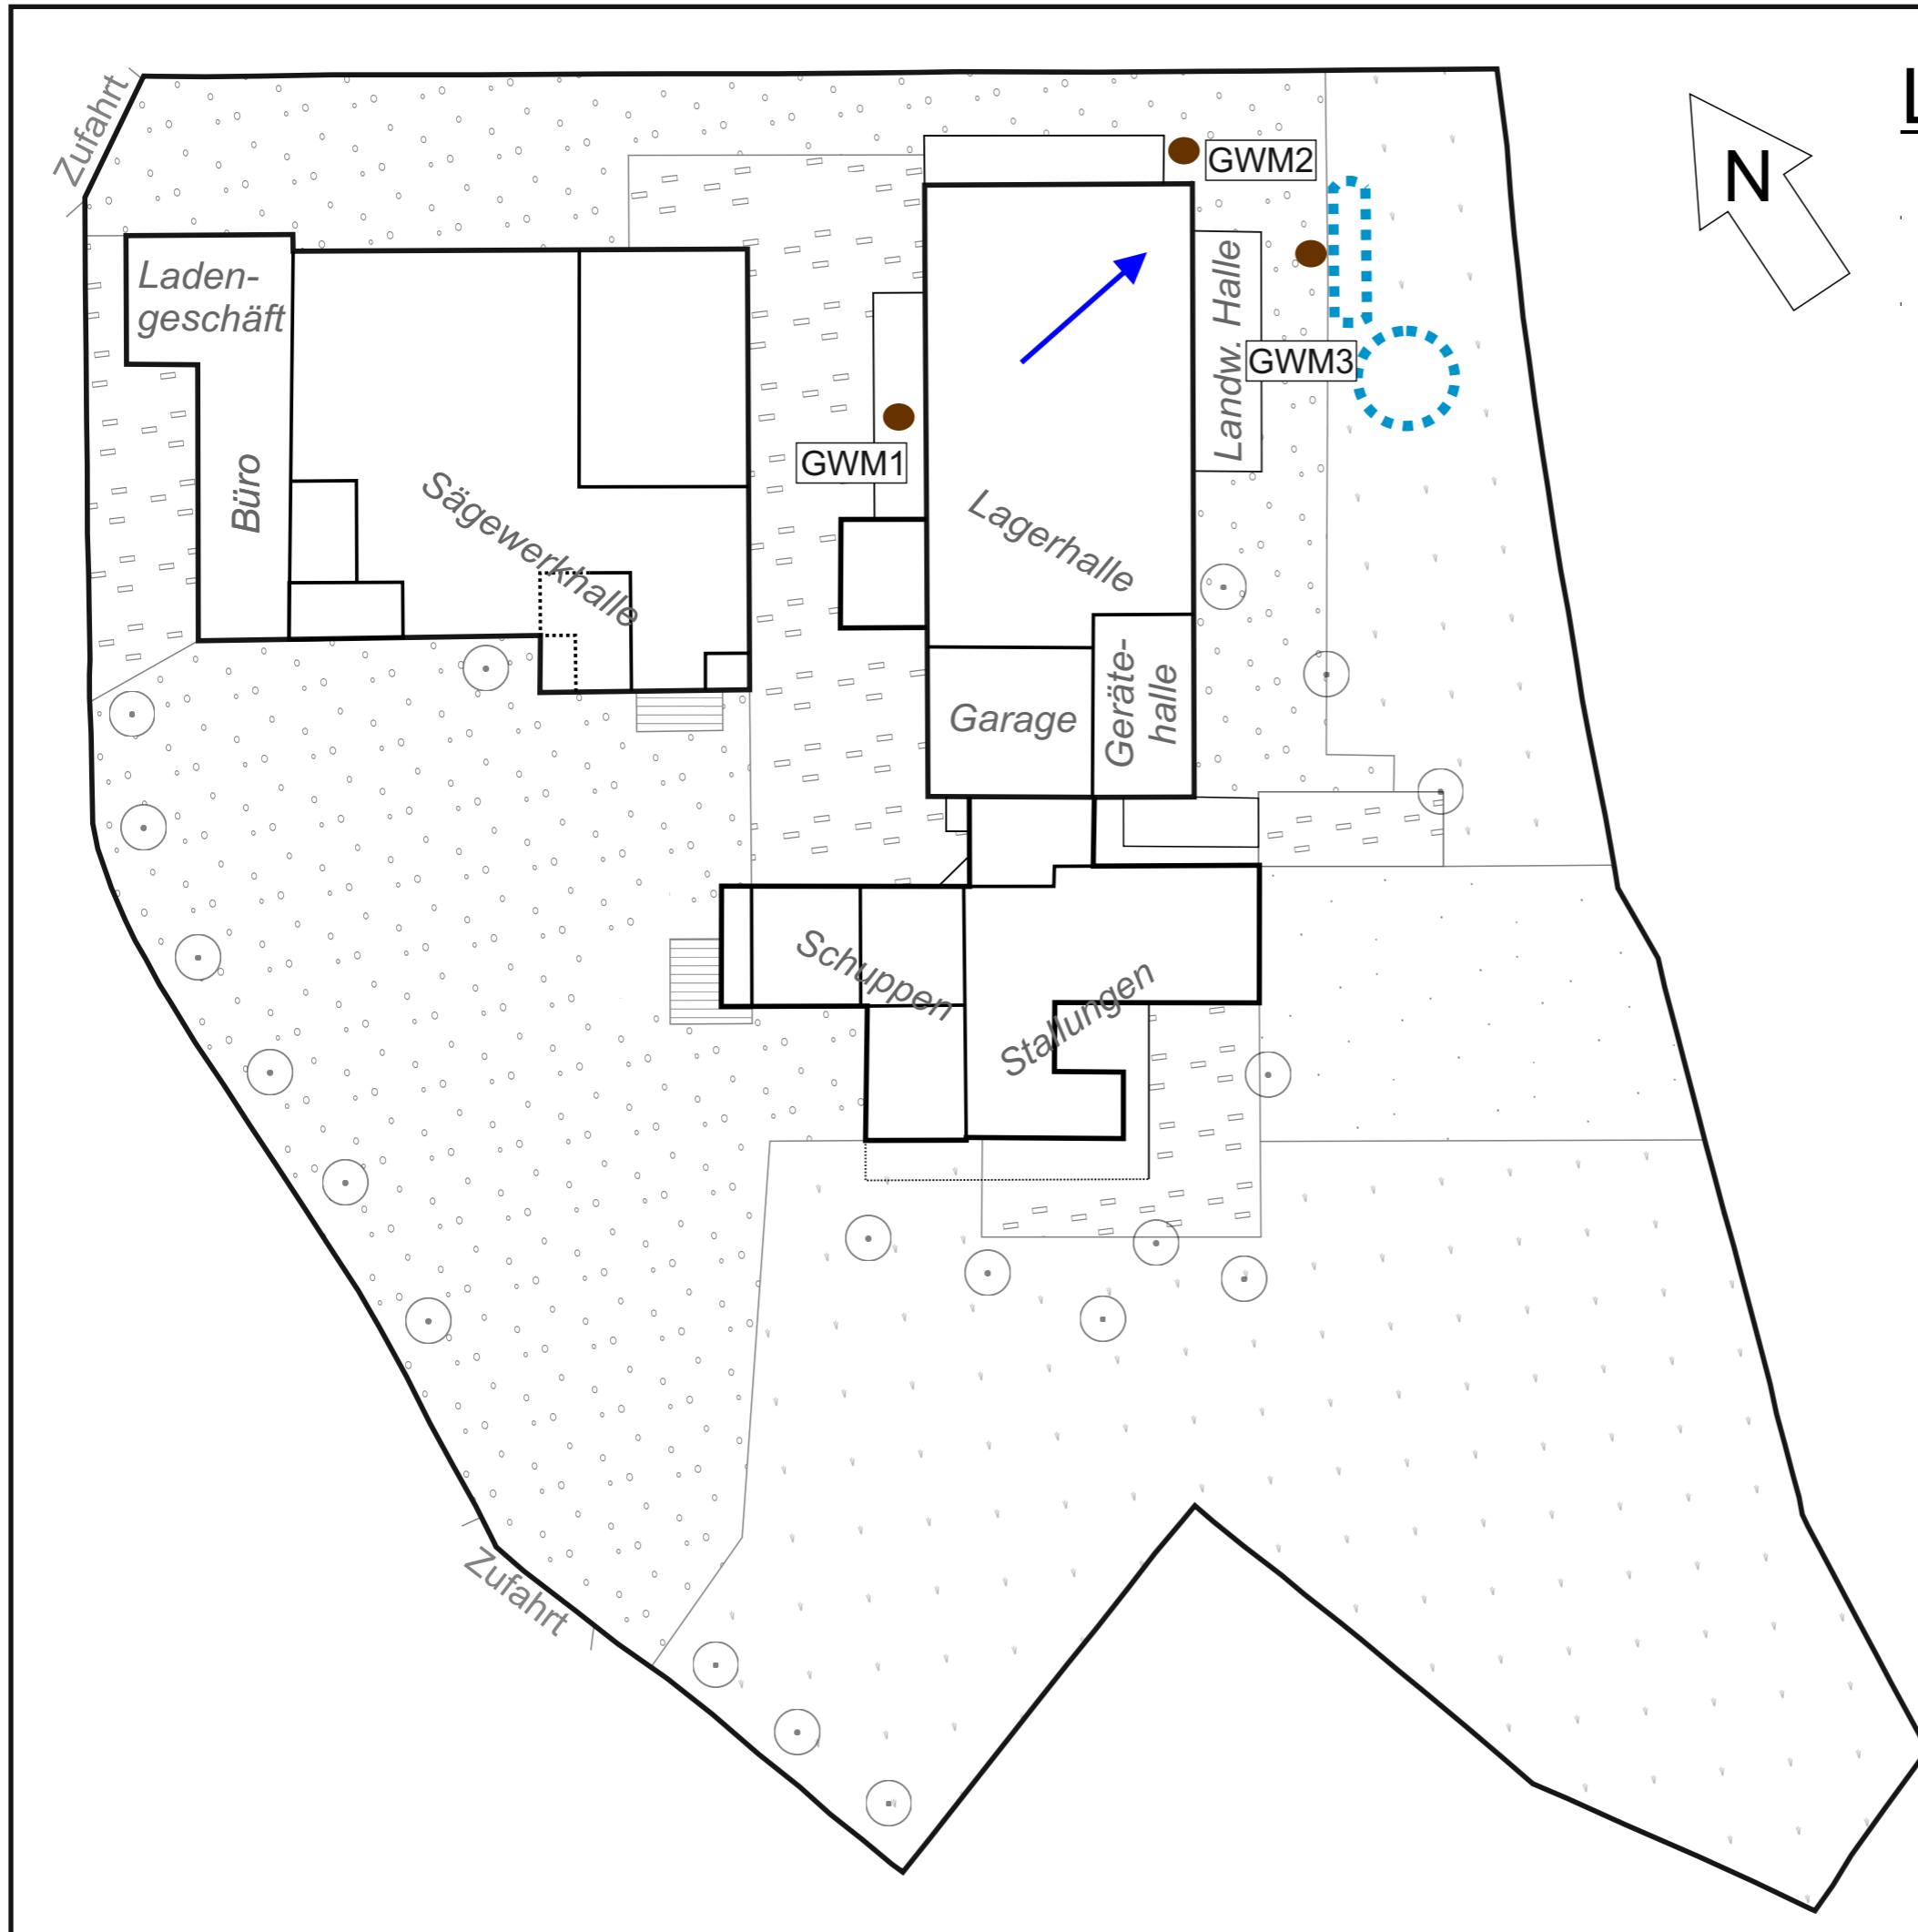 Zufahrt
L
N
GWM2
Laden-
geschäft
Landw. Halle
GWM3
GWM1
Büro
Sägewerkhalle
Lagerhalle
Garage
Geräte-
halle
Schuppen
Stallungen
Zufahrt